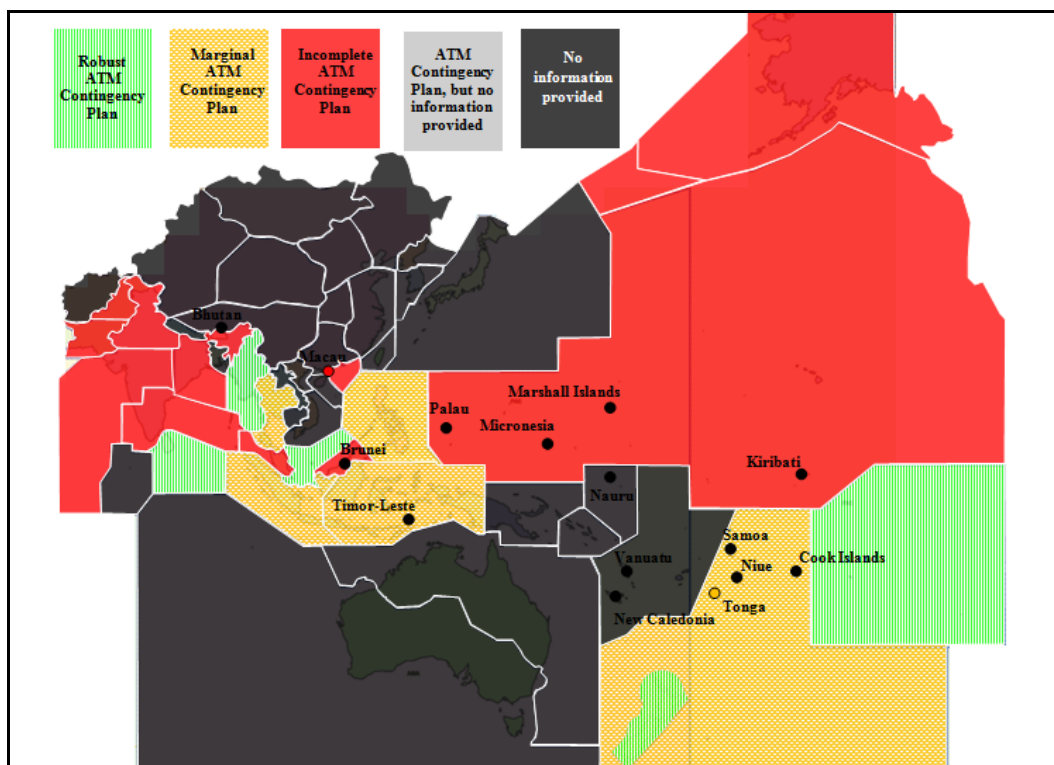 Robust
ATM
Contingency
Plan
Marginal
ATM
Contingency
Plan
Incomplete
ATM
Contingency
Plan
ATM
Contingency
Plan, but no
information
provided
No
information
provided
Bhutan
Macau
Marshall Islands
Palau
Micronesia
Brunei
Kiribati
Nauru
Timor-Leste
Samoa
Vanuatu
Niue
Cook Islands
Tonga
New Caledonia